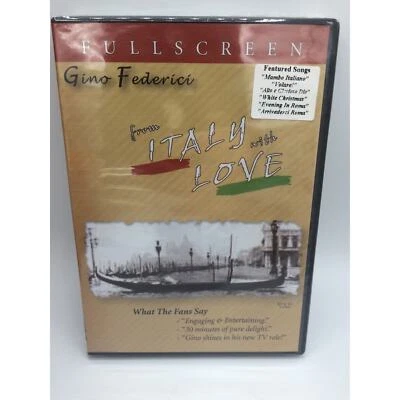 FULLSCREEN
Gino Federici
Featured Songs
"Mambo Italiano"
"Volare!"
"White Christmas"
"Evening In Roma"
"Arrivederci Roma"
from
ITALY
with
LOVE
What The Fans Say
- "Engaging & Entertaining!"
- "30 minutes of pure delight."
- "Gino shines in his new TV role!"